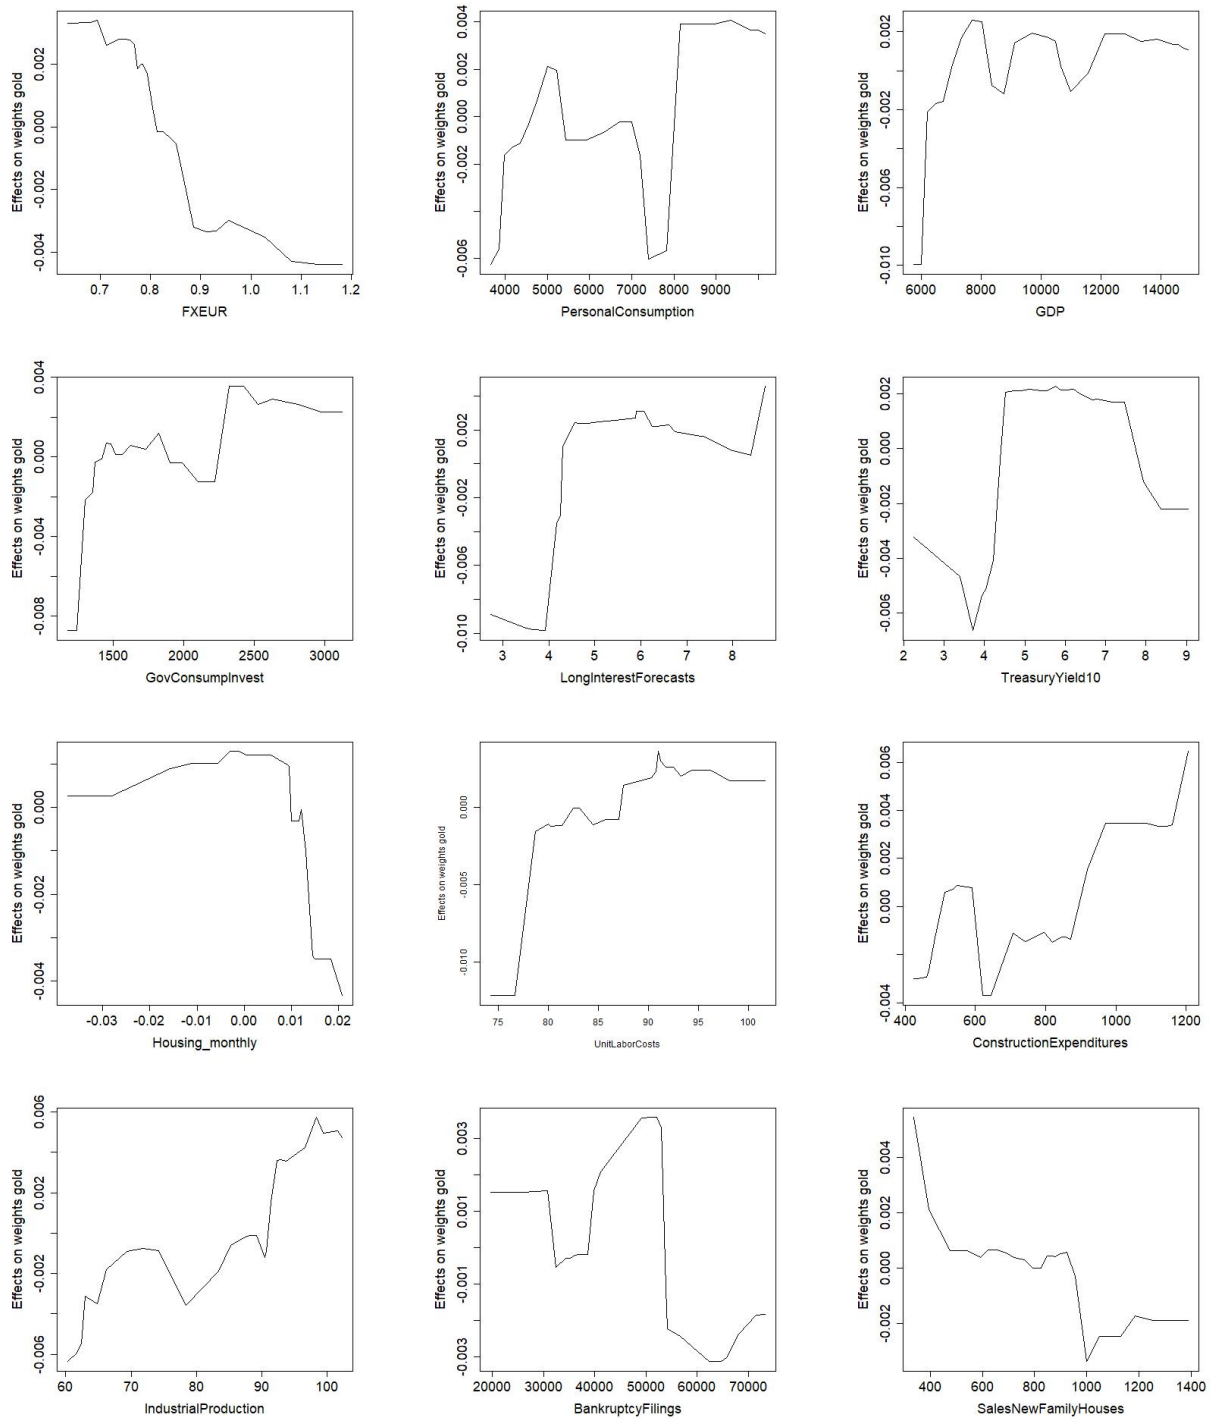 Effects on weights gold
0.002
0.000
-0.002
-0.004
0.7 0.8 0.9 1.0 1.1 1.2
FXEUR
Effects on weights gold
0.004
0.002
-0.002
-0.006
4000 5000 6000 7000 8000 9000
PersonalConsumption
Effects on weights gold
0.002
-0.002
-0.006
-0.010
6000 8000 10000 12000 14000
GDP
Effects on weights gold
0.004
0.000
-0.004
-0.008
1500 2000 2500 3000
GovConsumpInvest
Effects on weights gold
0.002
-0.002
-0.006
-0.010
3 4 5 6 7 8
LongInterestForecasts
Effects on weights gold
0.002
0.000
-0.002
-0.004
-0.006
2 3 4 5 6 7 8 9
TreasuryYield10
Effects on weights gold
0.000
-0.002
-0.004
-0.03 -0.02 -0.01 0.00 0.01 0.02
Housing_monthly
Effects on weights gold
0.000
-0.005
-0.010
75 80 85 90 95 100
UnitLaborCosts
Effects on weights gold
0.006
0.004
0.002
0.000
-0.004
400 600 800 1000 1200
ConstructionExpenditures
Effects on weights gold
0.006
0.002
-0.002
-0.006
60 70 80 90 100
IndustrialProduction
Effects on weights gold
0.003
0.001
-0.001
-0.003
20000 30000 40000 50000 60000 70000
BankruptcyFilings
Effects on weights gold
0.004
0.002
0.000
-0.002
400 600 800 1000 1200 1400
SalesNewFamilyHouses